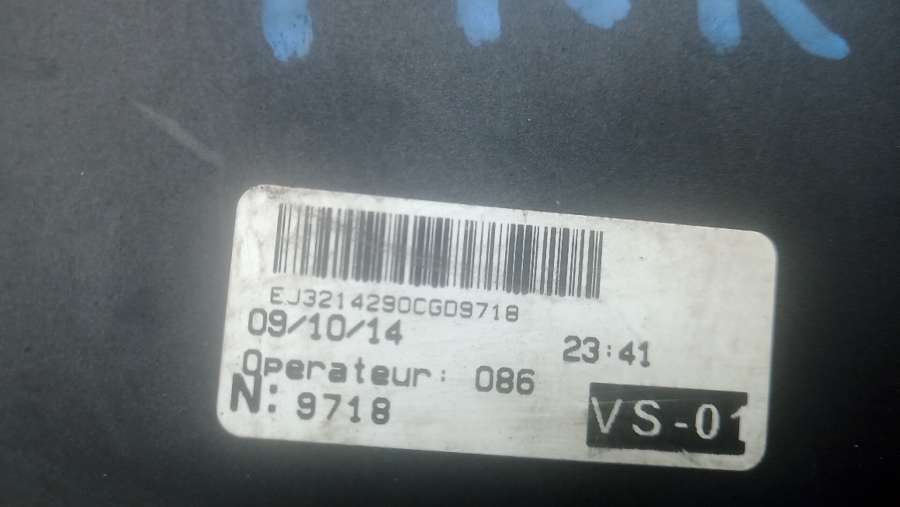 EJ3214290CGD9718
09/10/14 23:41
Operateur: 086
N: 9718
VS-01